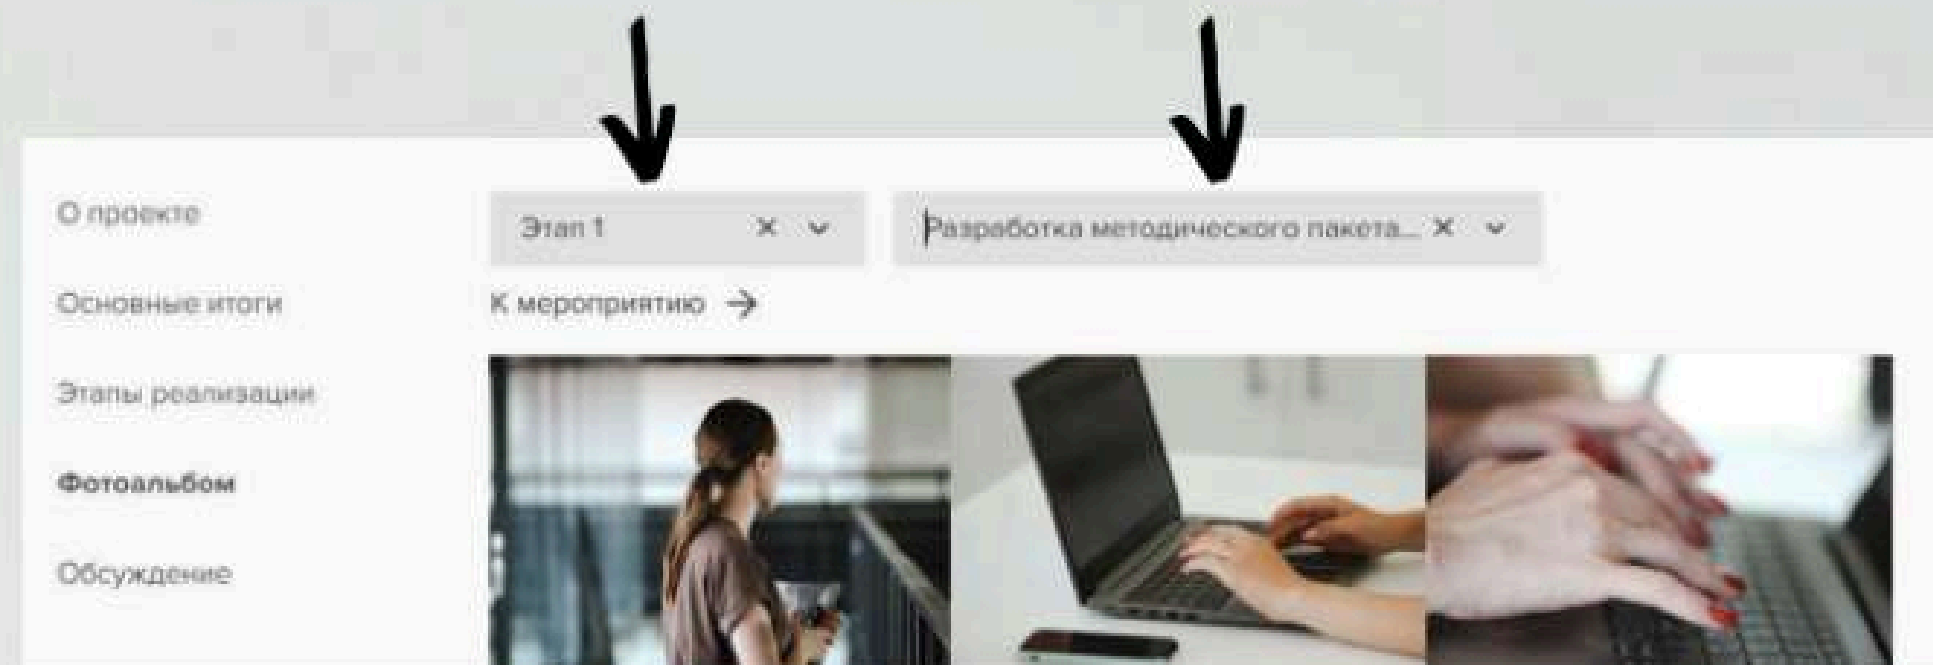 О проекте
Этап 1
Разработка методического пакета...
Основные итоги
К мероприятию
Этапы реализации
Фотоальбом
Обсуждение